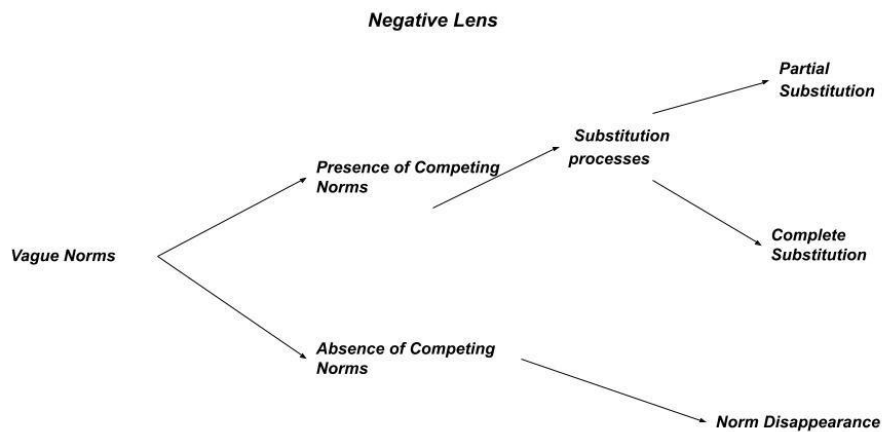 Negative Lens
Partial
Substitution
Substitution
processes
Presence of Competing
Norms
Vague Norms
Complete
Substitution
Absence of Competing
Norms
Norm Disappearance